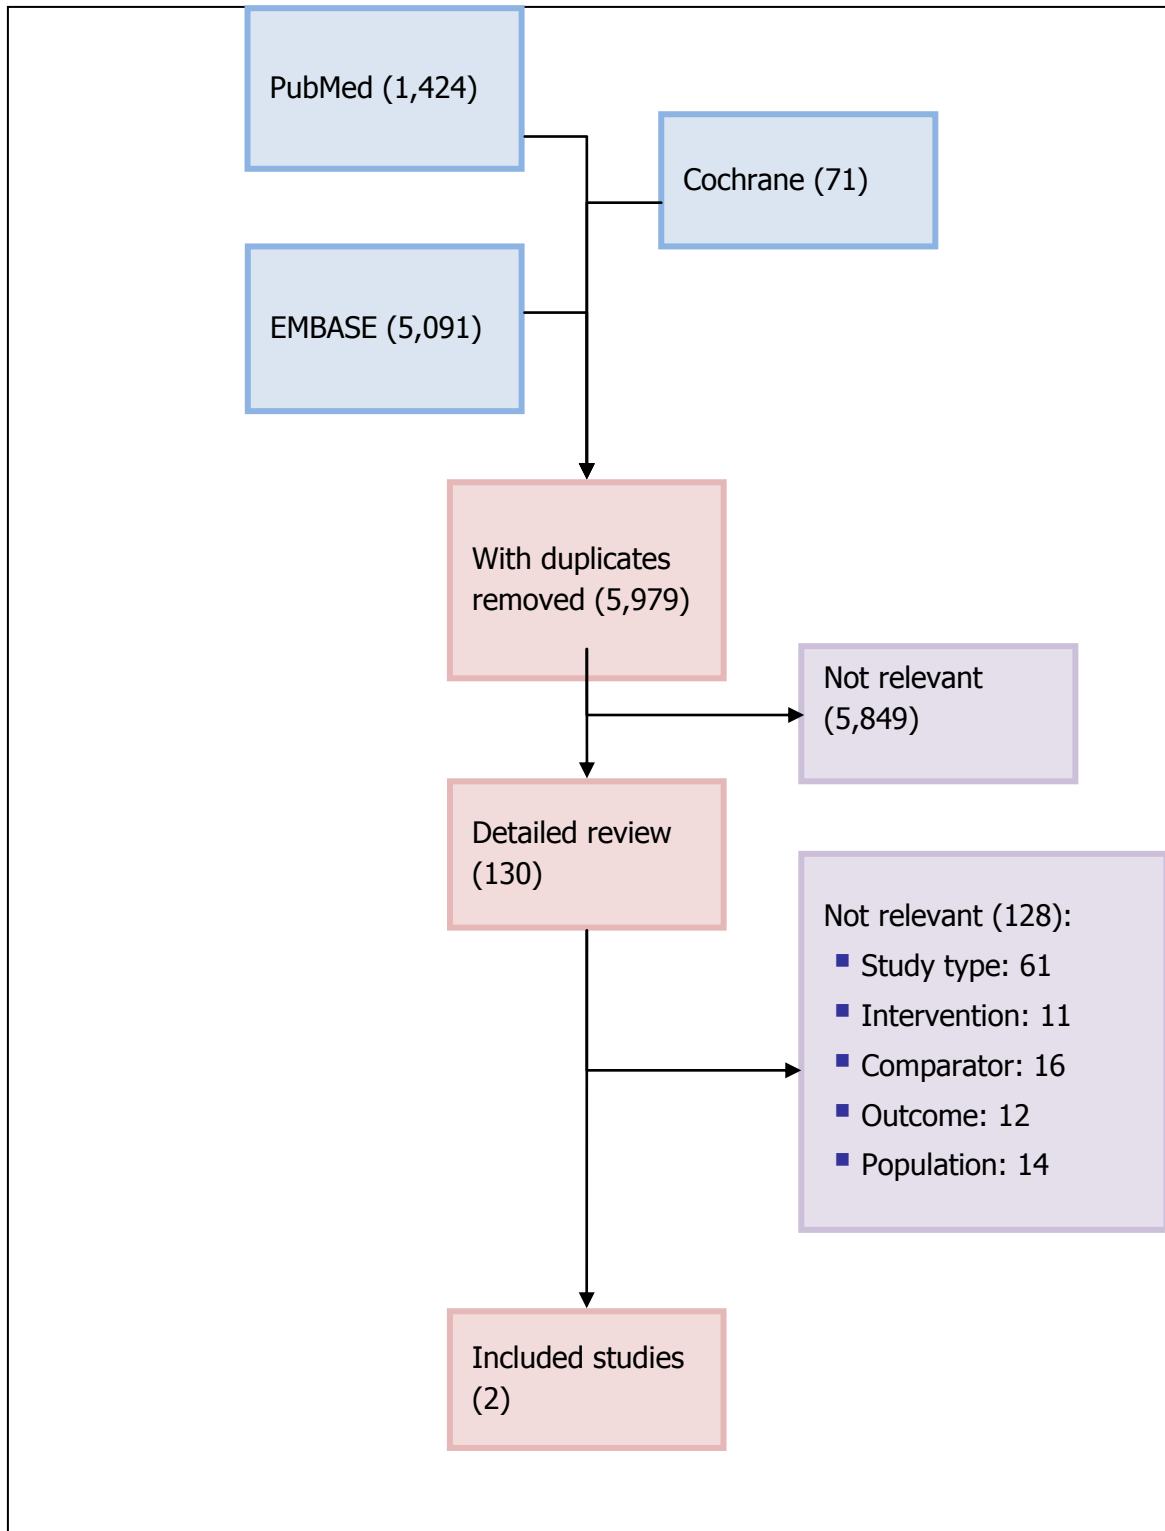 PubMed (1,424)
Cochrane (71)
EMBASE (5,091)
With duplicates
removed (5,979)
Not relevant
(5,849)
Detailed review
(130)
Not relevant (128):
▪ Study type: 61
▪ Intervention: 11
▪ Comparator: 16
▪ Outcome: 12
▪ Population: 14
Included studies
(2)